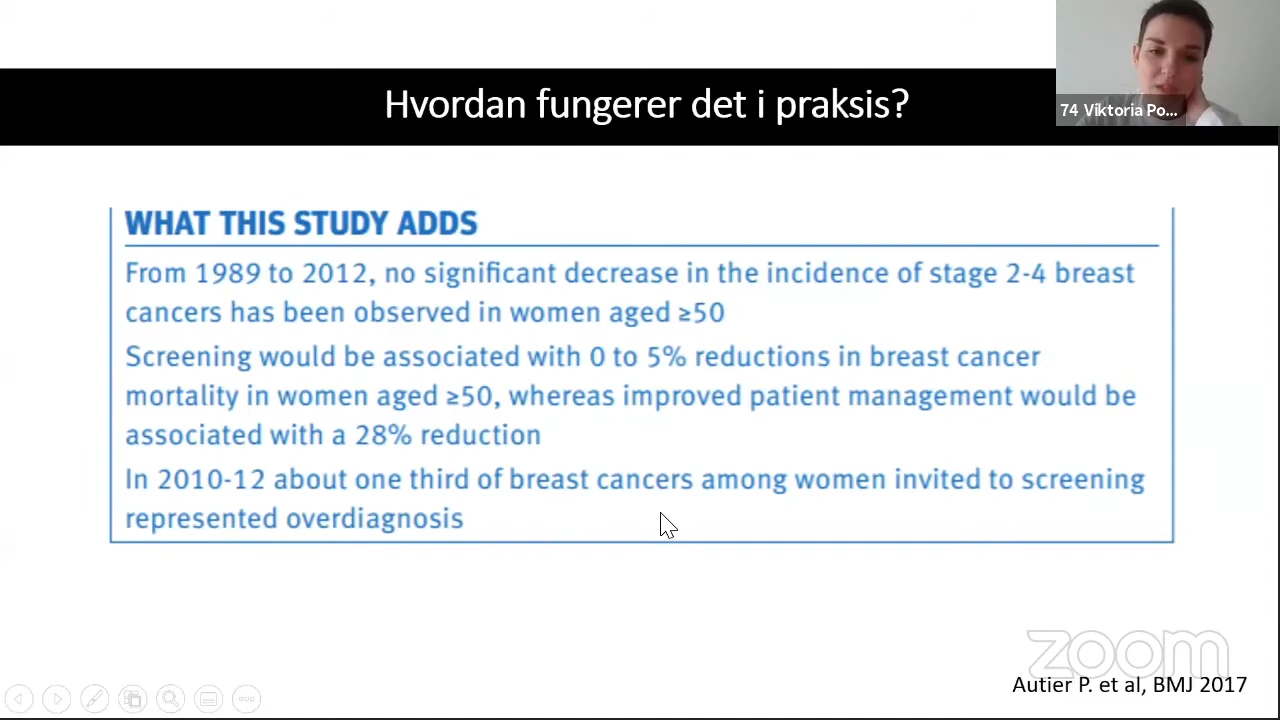 Hvordan fungerer det i praksis?
74 Viktoria Po...
WHAT THIS STUDY ADDS
From 1989 to 2012, no significant decrease in the incidence of stage 2-4 breast
cancers has been observed in women aged ≥50
Screening would be associated with 0 to 5% reductions in breast cancer
mortality in women aged ≥50, whereas improved patient management would be
associated with a 28% reduction
In 2010-12 about one third of breast cancers among women invited to screening
represented overdiagnosis
zoom
Autier P. et al, BMJ 2017